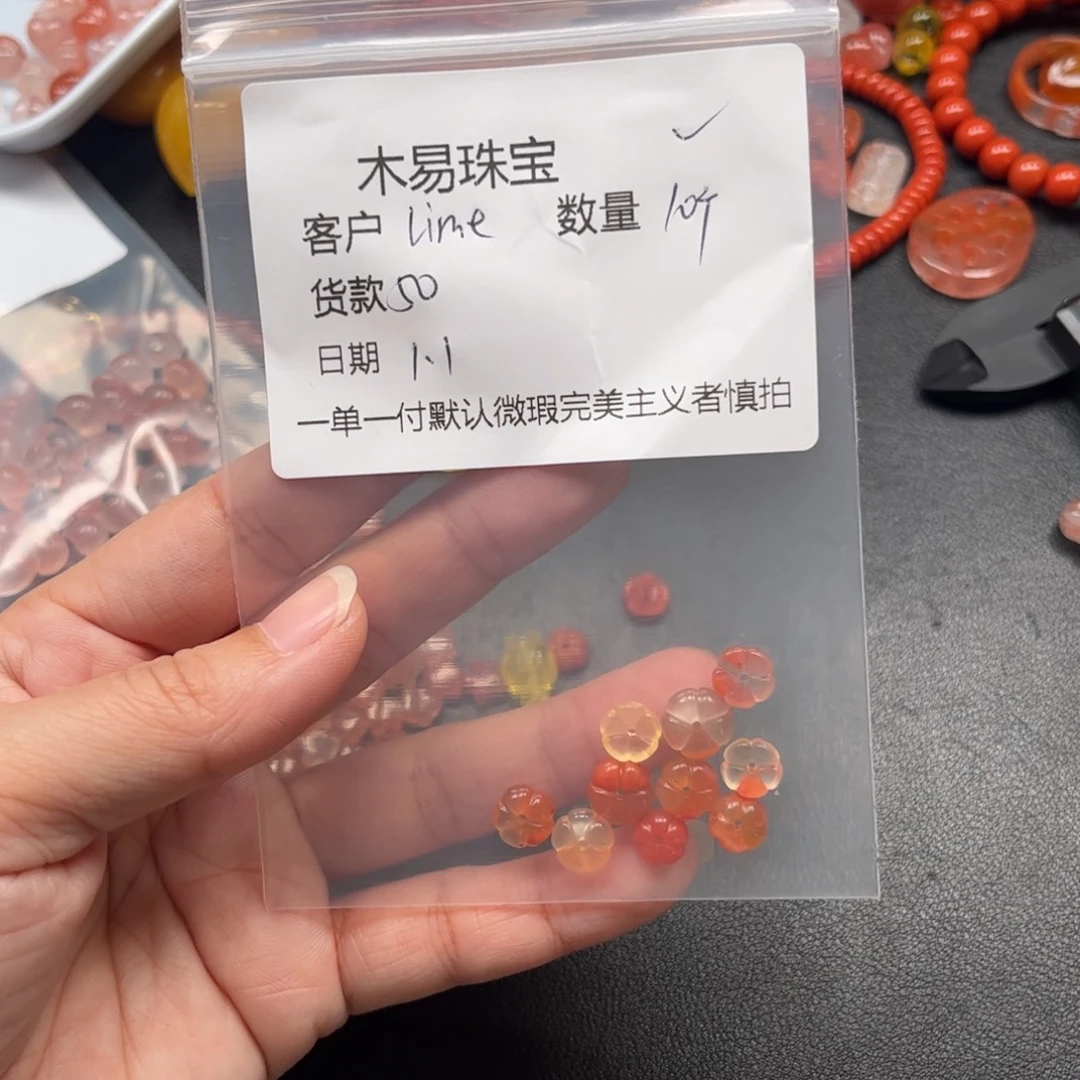 木易珠宝
客户 lime 数量 10个
货款50
日期 1.1
一单一付默认微瑕完美主义者慎拍